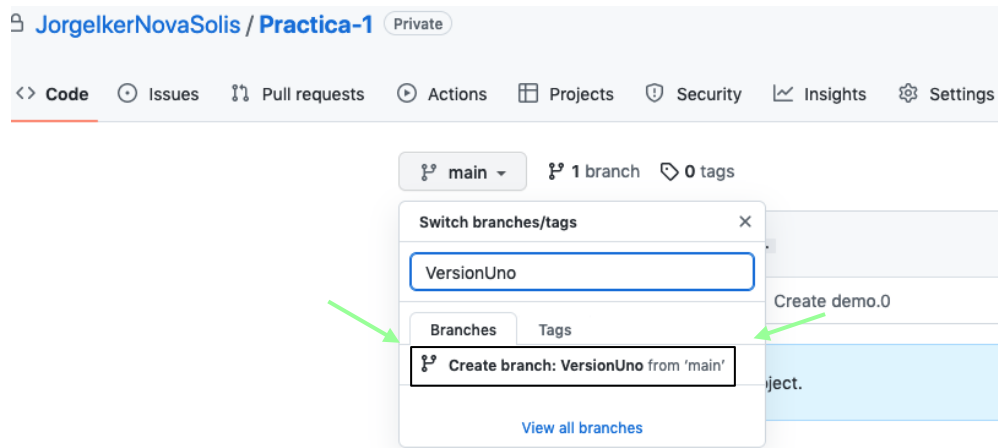 JorgeIkerNovaSolis / Practica-1 Private
<> Code Issues Pull requests Actions Projects Security Insights Settings
main 1 branch 0 tags
Switch branches/tags
VersionUno
Create demo.0
Branches Tags
Create branch: VersionUno from 'main'
View all branches